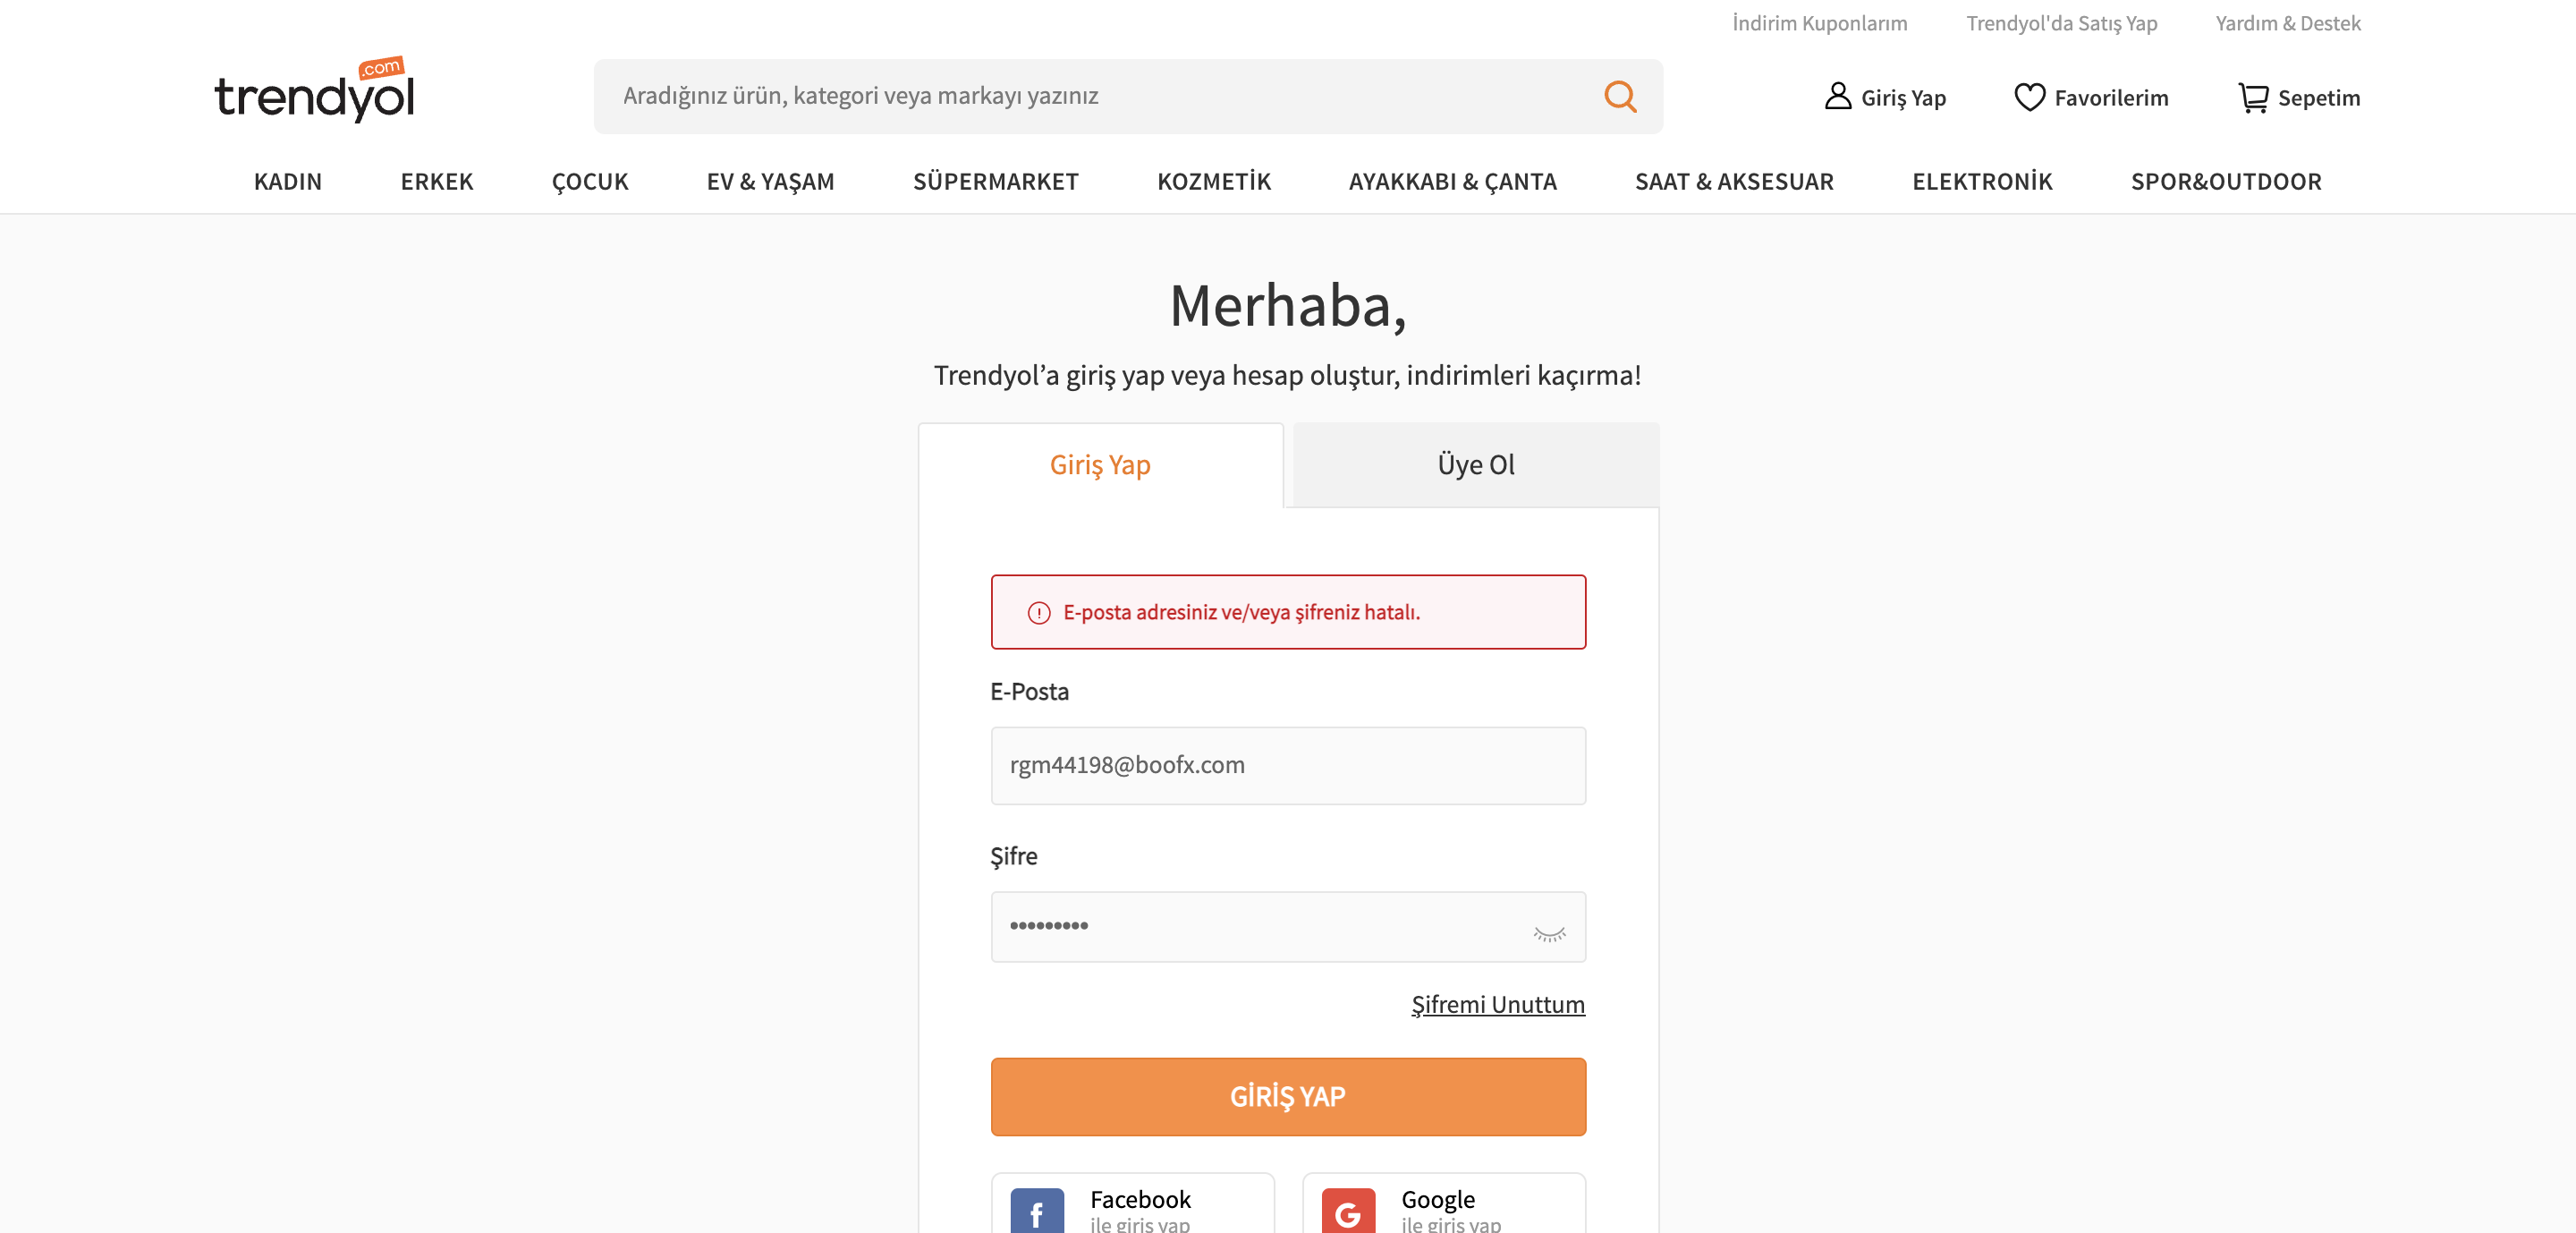 İndirim Kuponlarım Trendyol'da Satış Yap Yardım & Destek
trendyol .com
Aradığınız ürün, kategori veya markayı yazınız
Giriş Yap Favorilerim Sepetim
KADIN ERKEK ÇOCUK EV & YAŞAM SÜPERMARKET KOZMETİK AYAKKABI & ÇANTA SAAT & AKSESUAR ELEKTRONİK SPOR&OUTDOOR
Merhaba,
Trendyol’a giriş yap veya hesap oluştur, indirimleri kaçırma!
Giriş Yap Üye Ol
E-posta adresiniz ve/veya şifreniz hatalı.
E-Posta
rgm44198@boofx.com
Şifre
•••••••••
Şifremi Unuttum
GİRİŞ YAP
Facebook Google
ile giriş yap ile giriş yap